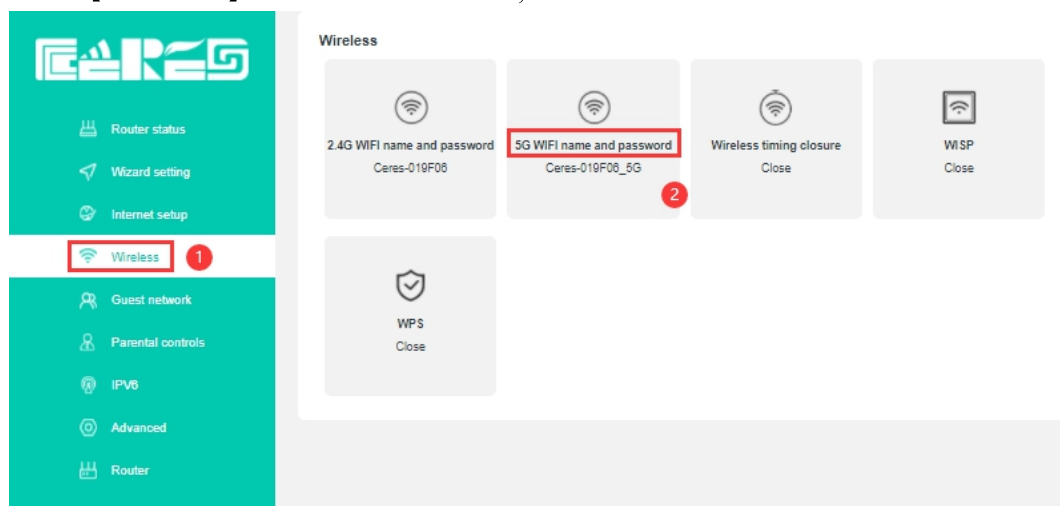 CERES
Router status
Wizard setting
Internet setup
Wireless
1
Guest network
Parental controls
IPV6
Advanced
Router
Wireless
2.4G WIFI name and password
Ceres-019F06
5G WIFI name and password
Ceres-019F06_5G
2
Wireless timing closure
Close
WISP
Close
WPS
Close